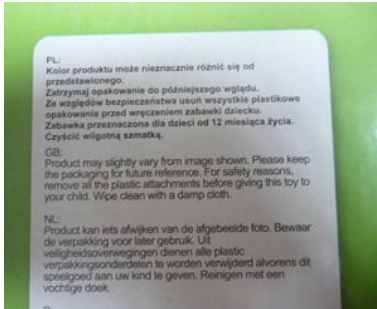 PL:
Kolor produktu może nieznacznie różnić się od
przedstawionego.
Zatrzymaj opakowanie do późniejszego wglądu.
Ze względów bezpieczeństwa usuń wszystkie plastikowe
opakowania przed wręczeniem zabawki dziecku.
Zabawka przeznaczona dla dzieci od 12 miesiąca życia.
Czyścić wilgotną szmatką.
GB:
Product may slightly vary from image shown. Please keep
the packaging for future reference. For safety reasons,
remove all the plastic attachments before giving this toy to
your child. Wipe clean with a damp cloth.
NL:
Product kan iets afwijken van de afgebeelde foto. Bewaar
de verpakking voor later gebruik. Uit
veiligheidsoverwegingen dienen alle plastic
verpakkingsonderdelen te worden verwijderd alvorens dit
speelgoed aan uw kind te geven. Reinigen met een
vochtige doek.